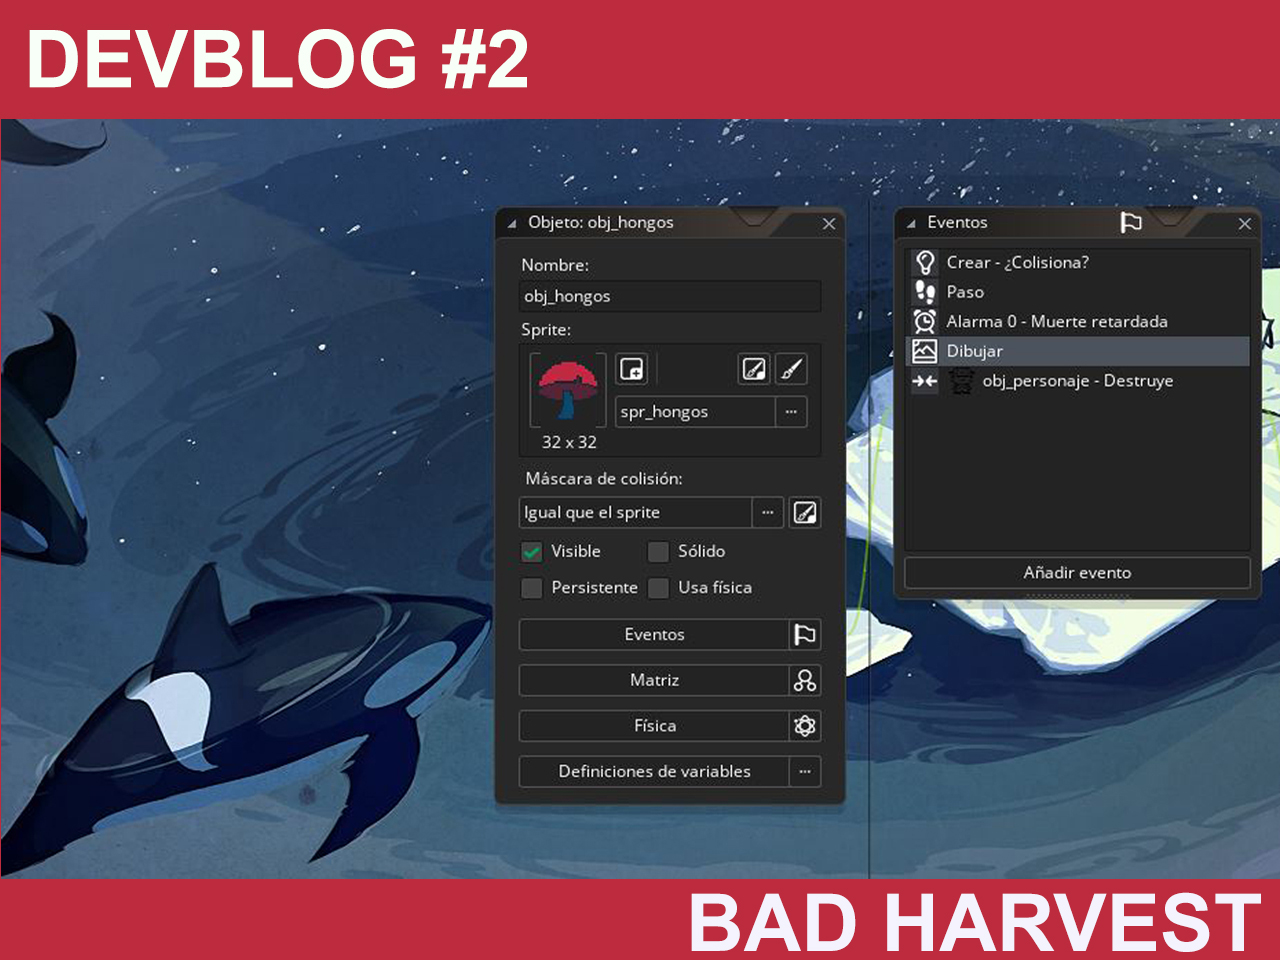 DEVBLOG #2
Objeto: obj_hongos
Nombre:
obj_hongos
Sprite:
spr_hongos
32 x 32
Máscara de colisión:
Igual que el sprite
Visible
Sólido
Persistente
Usa física
Eventos
Matriz
Física
Definiciones de variables
Eventos
Crear - ¿Colisiona?
Paso
Alarma 0 - Muerte retardada
Dibujar
obj_personaje - Destruye
Añadir evento
BAD HARVEST